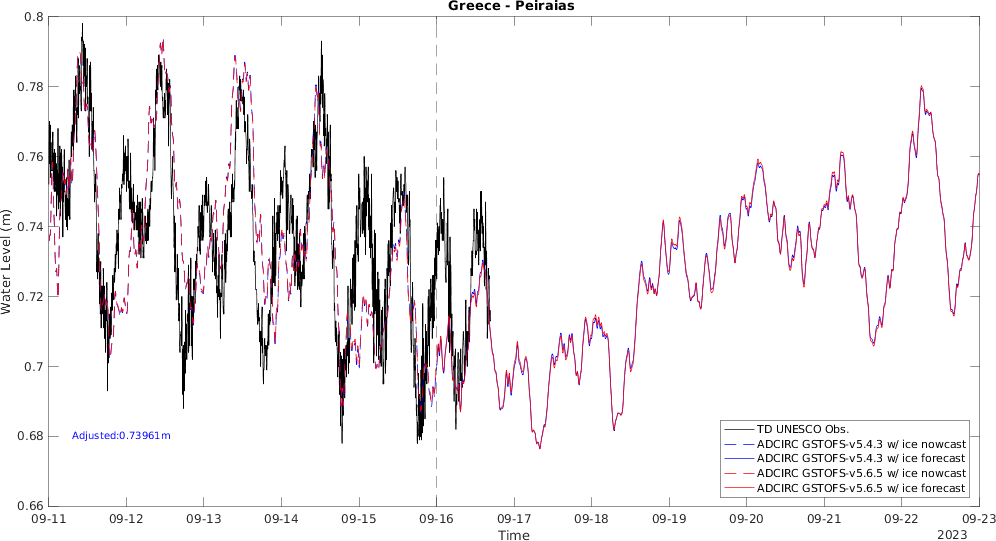 Greece - Peiraias
0.8
0.78
0.76
0.74
0.72
0.7
0.68
0.66
Water Level (m)
Adjusted:0.73961m
TD UNESCO Obs.
ADCIRC GSTOFS-v5.4.3 w/ ice nowcast
ADCIRC GSTOFS-v5.4.3 w/ ice forecast
ADCIRC GSTOFS-v5.6.5 w/ ice nowcast
ADCIRC GSTOFS-v5.6.5 w/ ice forecast
09-11 09-12 09-13 09-14 09-15 09-16 09-17 09-18 09-19 09-20 09-21 09-22 09-23
Time
2023